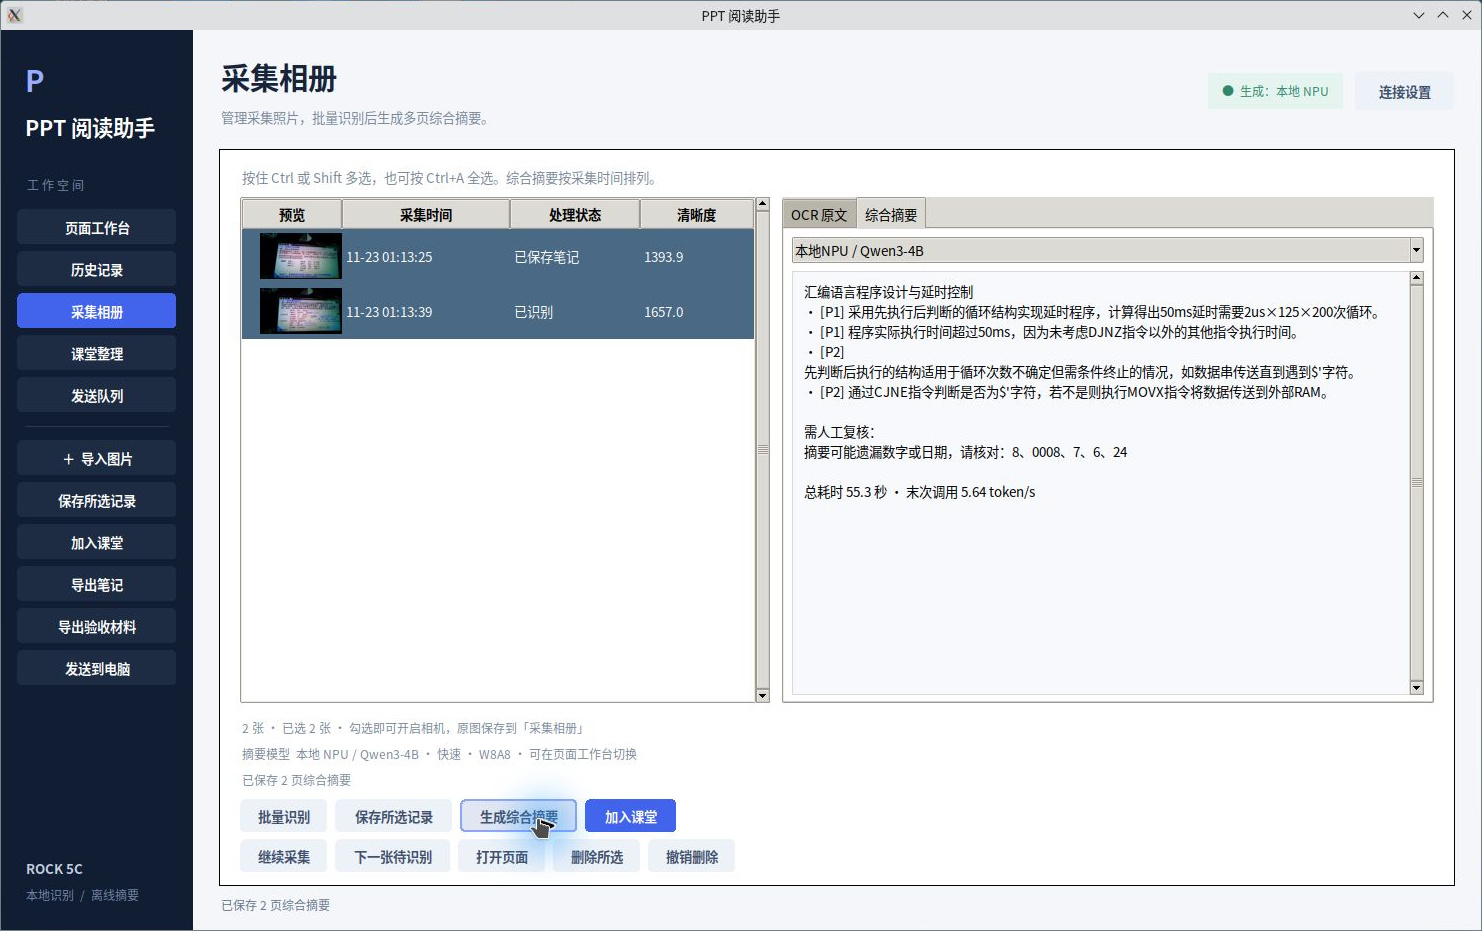 PPT 阅读助手
P
PPT 阅读助手
工作空间
页面工作台
历史记录
采集相册
课堂整理
发送队列
＋ 导入图片
保存所选记录
加入课堂
导出笔记
导出验收材料
发送到电脑
ROCK 5C
本地识别 / 离线摘要
采集相册
管理采集照片，批量识别后生成多页综合摘要。
生成：本地 NPU
连接设置
按住 Ctrl 或 Shift 多选，也可按 Ctrl+A 全选。综合摘要按采集时间排列。
预览 采集时间 处理状态 清晰度
11-23 01:13:25 已保存笔记 1393.9
11-23 01:13:39 已识别 1657.0
OCR 原文 综合摘要
本地NPU / Qwen3-4B
汇编语言程序设计与延时控制
· [P1] 采用先执行后判断的循环结构实现延时程序，计算得出50ms延时需要2us×125×200次循环。
· [P1] 程序实际执行时间超过50ms，因为未考虑DJNZ指令以外的其他指令执行时间。
· [P2]
先判断后执行的结构适用于循环次数不确定但需条件终止的情况，如数据串传送直到遇到$'字符。
· [P2] 通过CJNE指令判断是否为$'字符，若不是则执行MOVX指令将数据传送到外部RAM。
需人工复核：
摘要可能遗漏数字或日期，请核对：8、0008、7、6、24
总耗时 55.3 秒 · 末次调用 5.64 token/s
2 张 · 已选 2 张 · 勾选即可开启相机，原图保存到「采集相册」
摘要模型 本地 NPU / Qwen3-4B · 快速 · W8A8 · 可在页面工作台切换
已保存 2 页综合摘要
批量识别 保存所选记录 生成综合摘要 加入课堂
继续采集 下一张待识别 打开页面 删除所选 撤销删除
已保存 2 页综合摘要